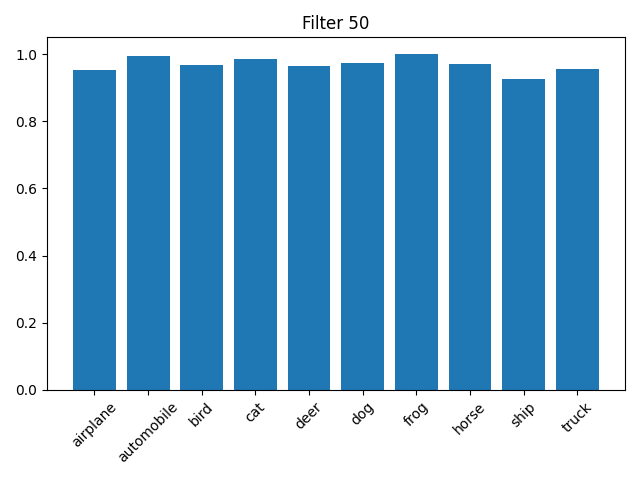 Filter 50
1.0
0.8
0.6
0.4
0.2
0.0
airplane
automobile
bird
cat
deer
dog
frog
horse
ship
truck